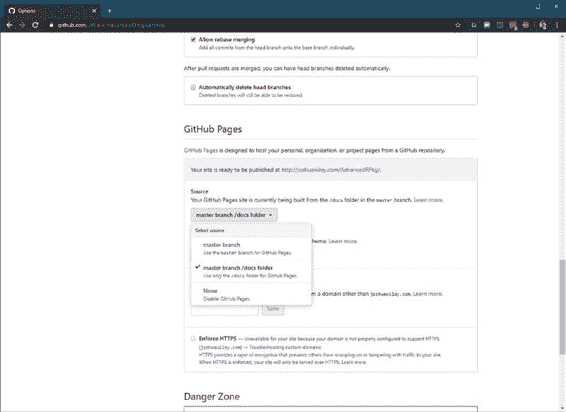 Options
github.com
Allow rebase merging
Add all commits from the head branch onto the base branch individually.
After pull requests are merged, you can have head branches deleted automatically.
Automatically delete head branches
Deleted branches will still be able to be restored.
GitHub Pages
GitHub Pages is designed to host your personal, organization, or project pages from a GitHub repository.
Your site is ready to be published at http://joshuawiley.com/AdvancedRPkg/.
Source
Your GitHub Pages site is currently being built from the /docs folder in the master branch. Learn more.
master branch /docs folder
Select source
master branch
Use the master branch for GitHub Pages.
heme. Learn more.
master branch /docs folder
Use only the /docs folder for GitHub Pages.
None
Disable GitHub Pages.
m a domain other than joshuawiley.com. Learn more.
Save
Enforce HTTPS — Unavailable for your site because your domain is not properly configured to support HTTPS
(joshuawiley.com) — Troubleshooting custom domains
HTTPS provides a layer of encryption that prevents others from snooping on or tampering with traffic to your site.
When HTTPS is enforced, your site will only be served over HTTPS. Learn more.
Danger Zone